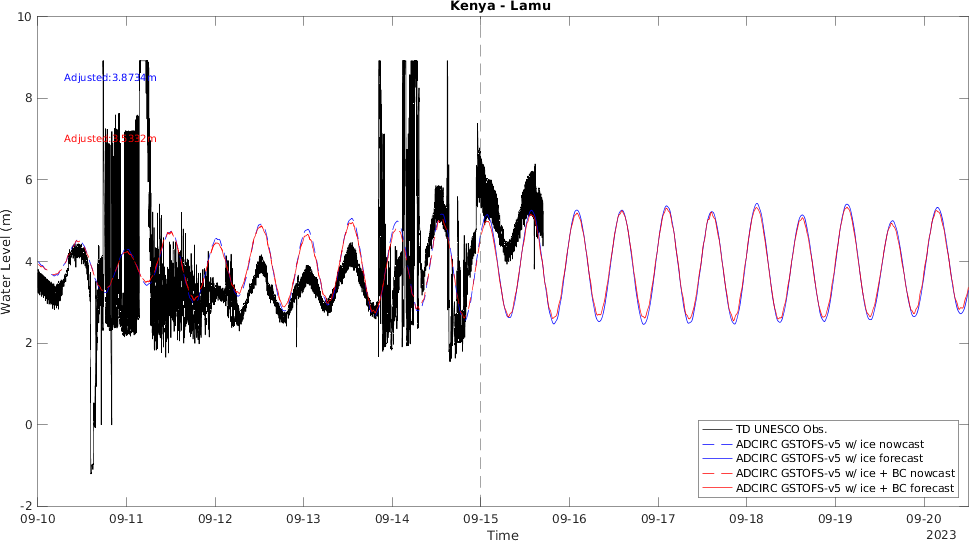 Kenya - Lamu
10
8
6
4
2
0
-2
Water Level (m)
Adjusted:3.8734m
09-10
09-11
09-12
09-13
09-14
09-15
09-16
09-17
09-18
09-19
09-20
2023
Time
TD UNESCO Obs.
ADCIRC GSTOFS-v5 w/ ice nowcast
ADCIRC GSTOFS-v5 w/ ice forecast
ADCIRC GSTOFS-v5 w/ ice + BC nowcast
ADCIRC GSTOFS-v5 w/ ice + BC forecast